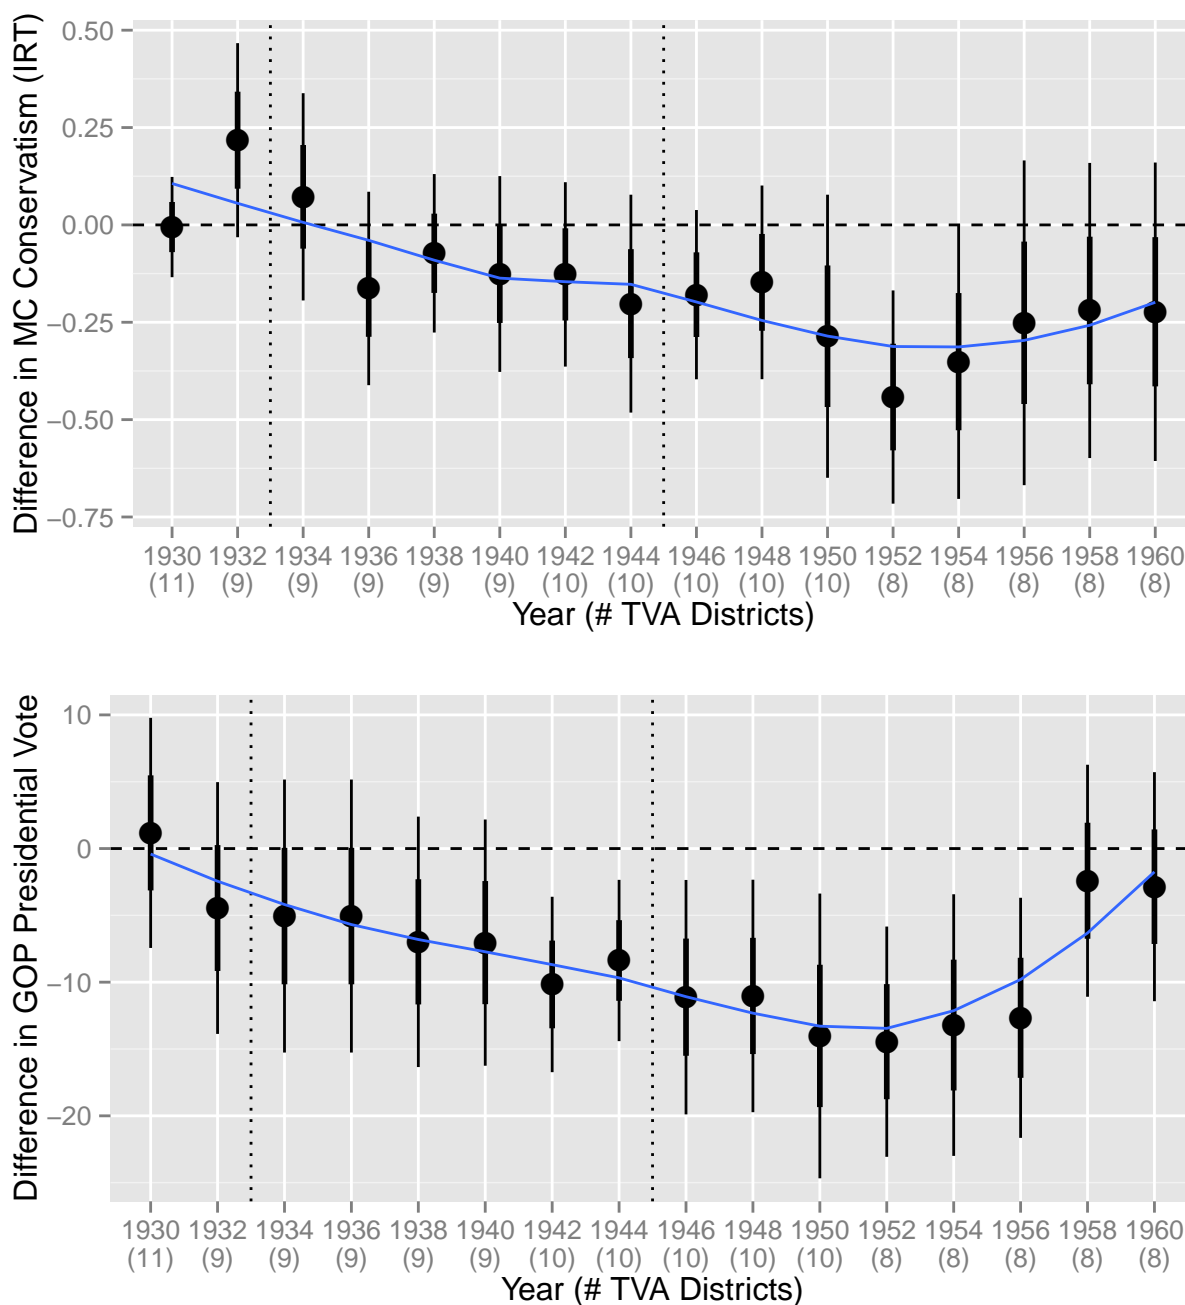 Difference in MC Conservatism (IRT)
0.50
0.25
0.00
−0.25
−0.50
−0.75
1930 1932 1934 1936 1938 1940 1942 1944 1946 1948 1950 1952 1954 1956 1958 1960
(11) (9) (9) (9) (9) (9) (10) (10) (10) (10) (10) (8) (8) (8) (8) (8)
Year (# TVA Districts)
Difference in GOP Presidential Vote
10
0
−10
−20
1930 1932 1934 1936 1938 1940 1942 1944 1946 1948 1950 1952 1954 1956 1958 1960
(11) (9) (9) (9) (9) (9) (10) (10) (10) (10) (10) (8) (8) (8) (8) (8)
Year (# TVA Districts)